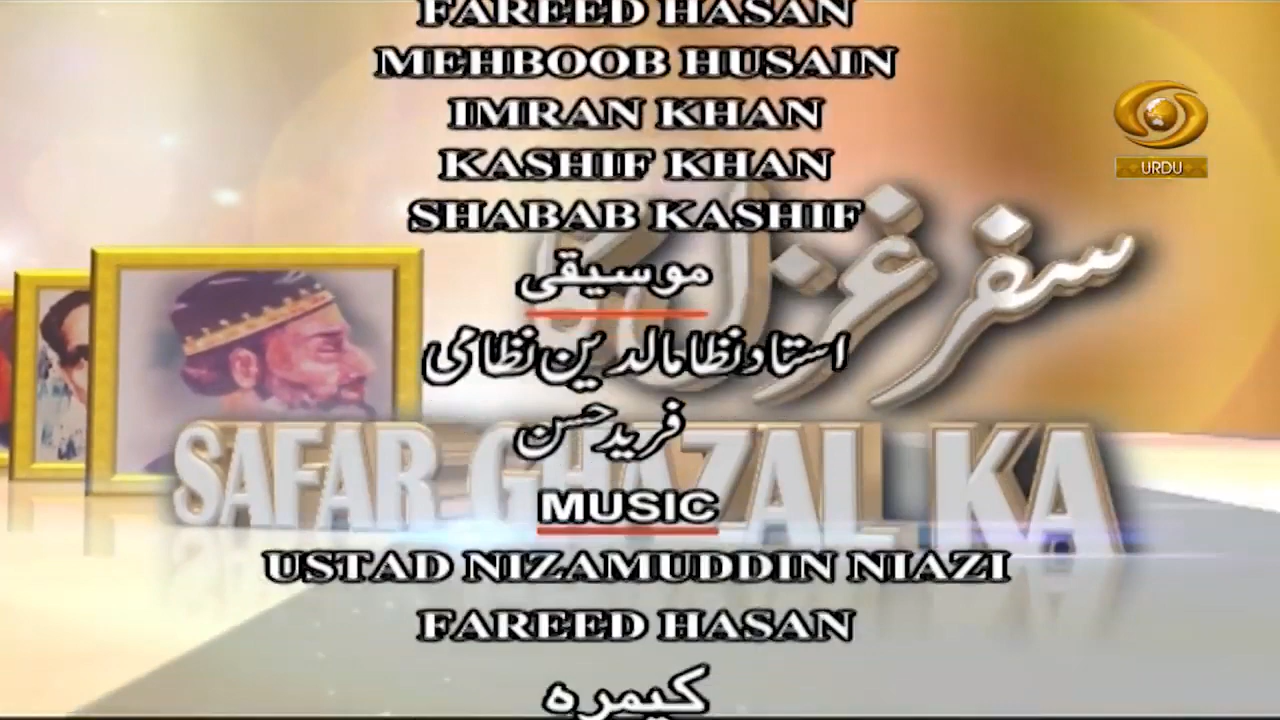 FAREED HASAN
MEHBOOB HUSAIN
IMRAN KHAN
KASHIF KHAN
SHABAB KASHIF
موسیقی
استاد نظام الدین نظامی
فرید حسن
MUSIC
USTAD NIZAMUDDIN NIAZI
FAREED HASAN
کیمرہ
سفر غزل کا
SAFAR GHAZAL KA
URDU